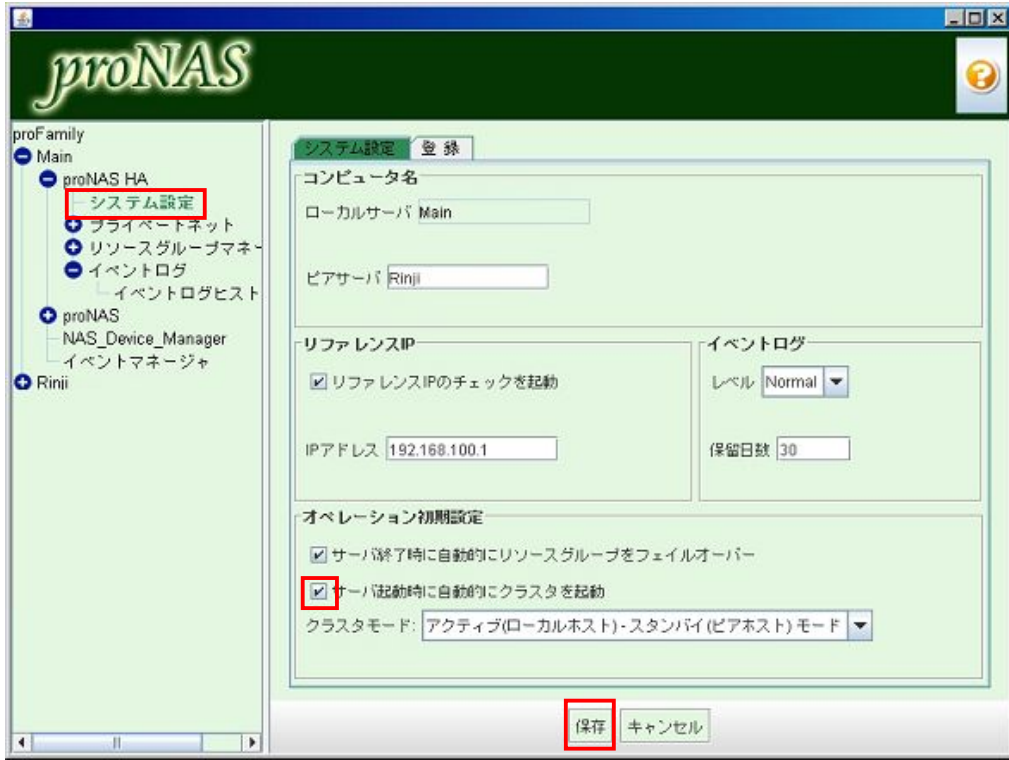 proNAS
proFamily
Main
proNAS HA
システム設定
プライベートネット
リソースグループマネー
イベントログ
イベントログヒスト
proNAS
NAS_Device_Manager
イベントマネージャ
Rinji
システム設定 登 録
コンピュータ名
ローカルサーバ Main
ピアサーバ Rinji
リファレンスIP
リファレンスIPのチェックを起動
IPアドレス 192.168.100.1
イベントログ
レベル Normal
保留日数 30
オペレーション初期設定
サーバ終了時に自動的にリソースグループをフェイルオーバー
サーバ起動時に自動的にクラスタを起動
クラスタモード: アクティブ(ローカルホスト) - スタンバイ(ピアホスト) モード
保存 キャンセル